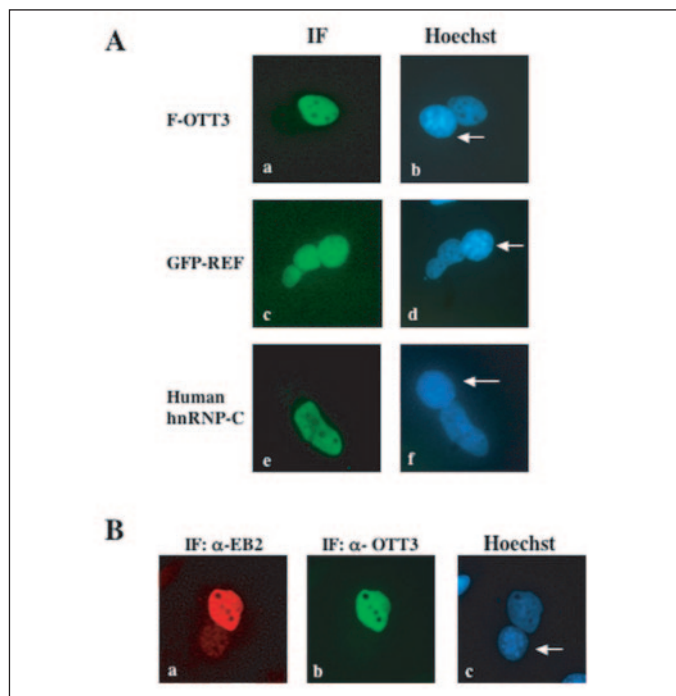 A
IF Hoechst
F-OTT3
a b
GFP-REF
c d
Human
hnRNP-C
e f
B
IF: α-EB2 IF: α- OTT3 Hoechst
a b c